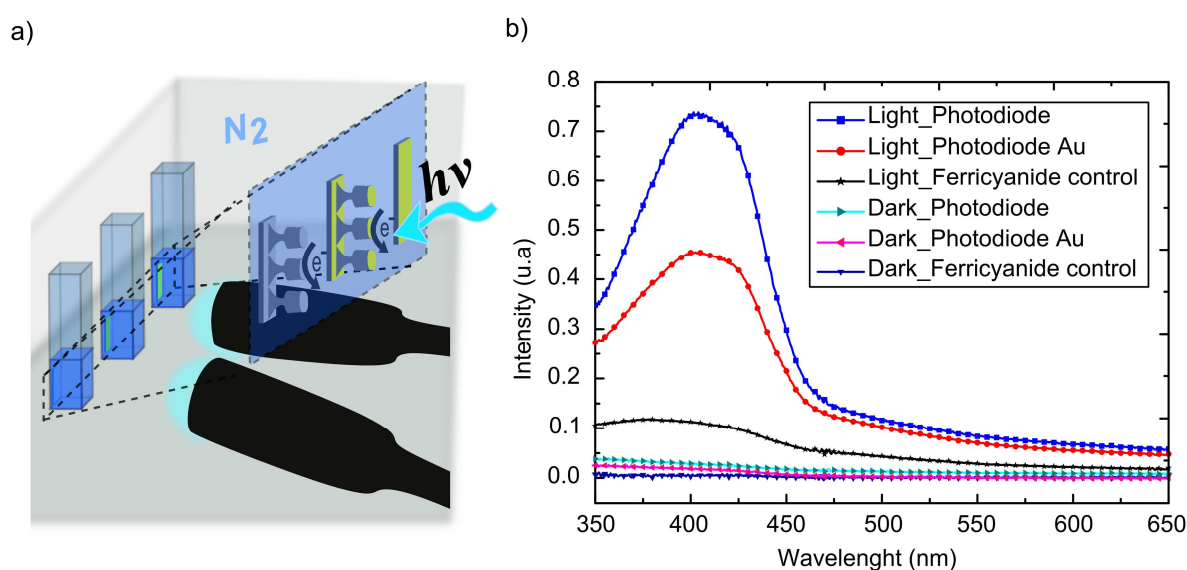 a)
N2
hν
e
e
b)
Intensity (u.a)
0.8
0.7
0.6
0.5
0.4
0.3
0.2
0.1
0.0
Light_Photodiode
Light_Photodiode Au
Light_Ferricyanide control
Dark_Photodiode
Dark_Photodiode Au
Dark_Ferricyanide control
350 400 450 500 550 600 650
Wavelenght (nm)